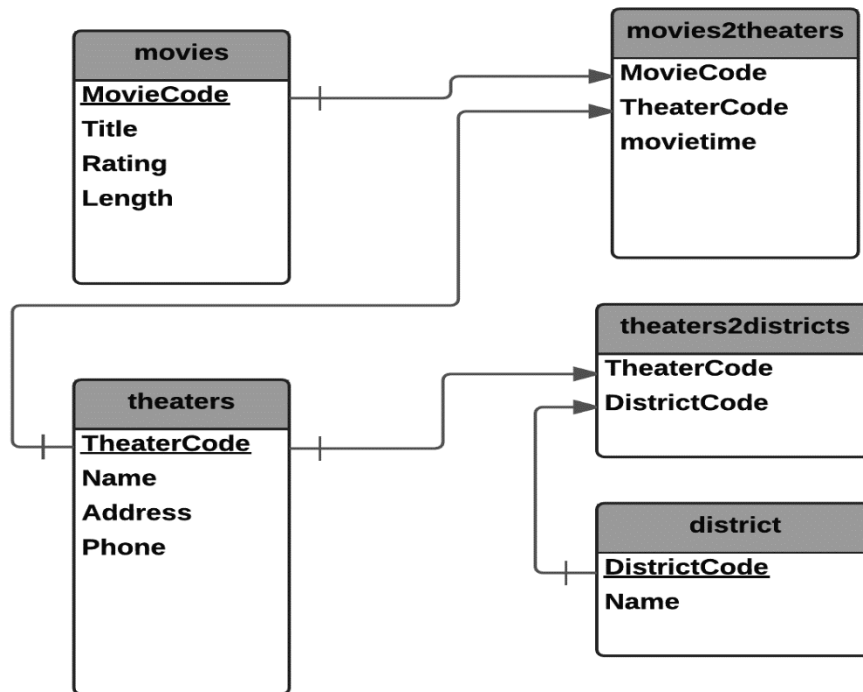 movies
MovieCode
Title
Rating
Length
movies2theaters
MovieCode
TheaterCode
movietime
theaters
TheaterCode
Name
Address
Phone
theaters2districts
TheaterCode
DistrictCode
district
DistrictCode
Name